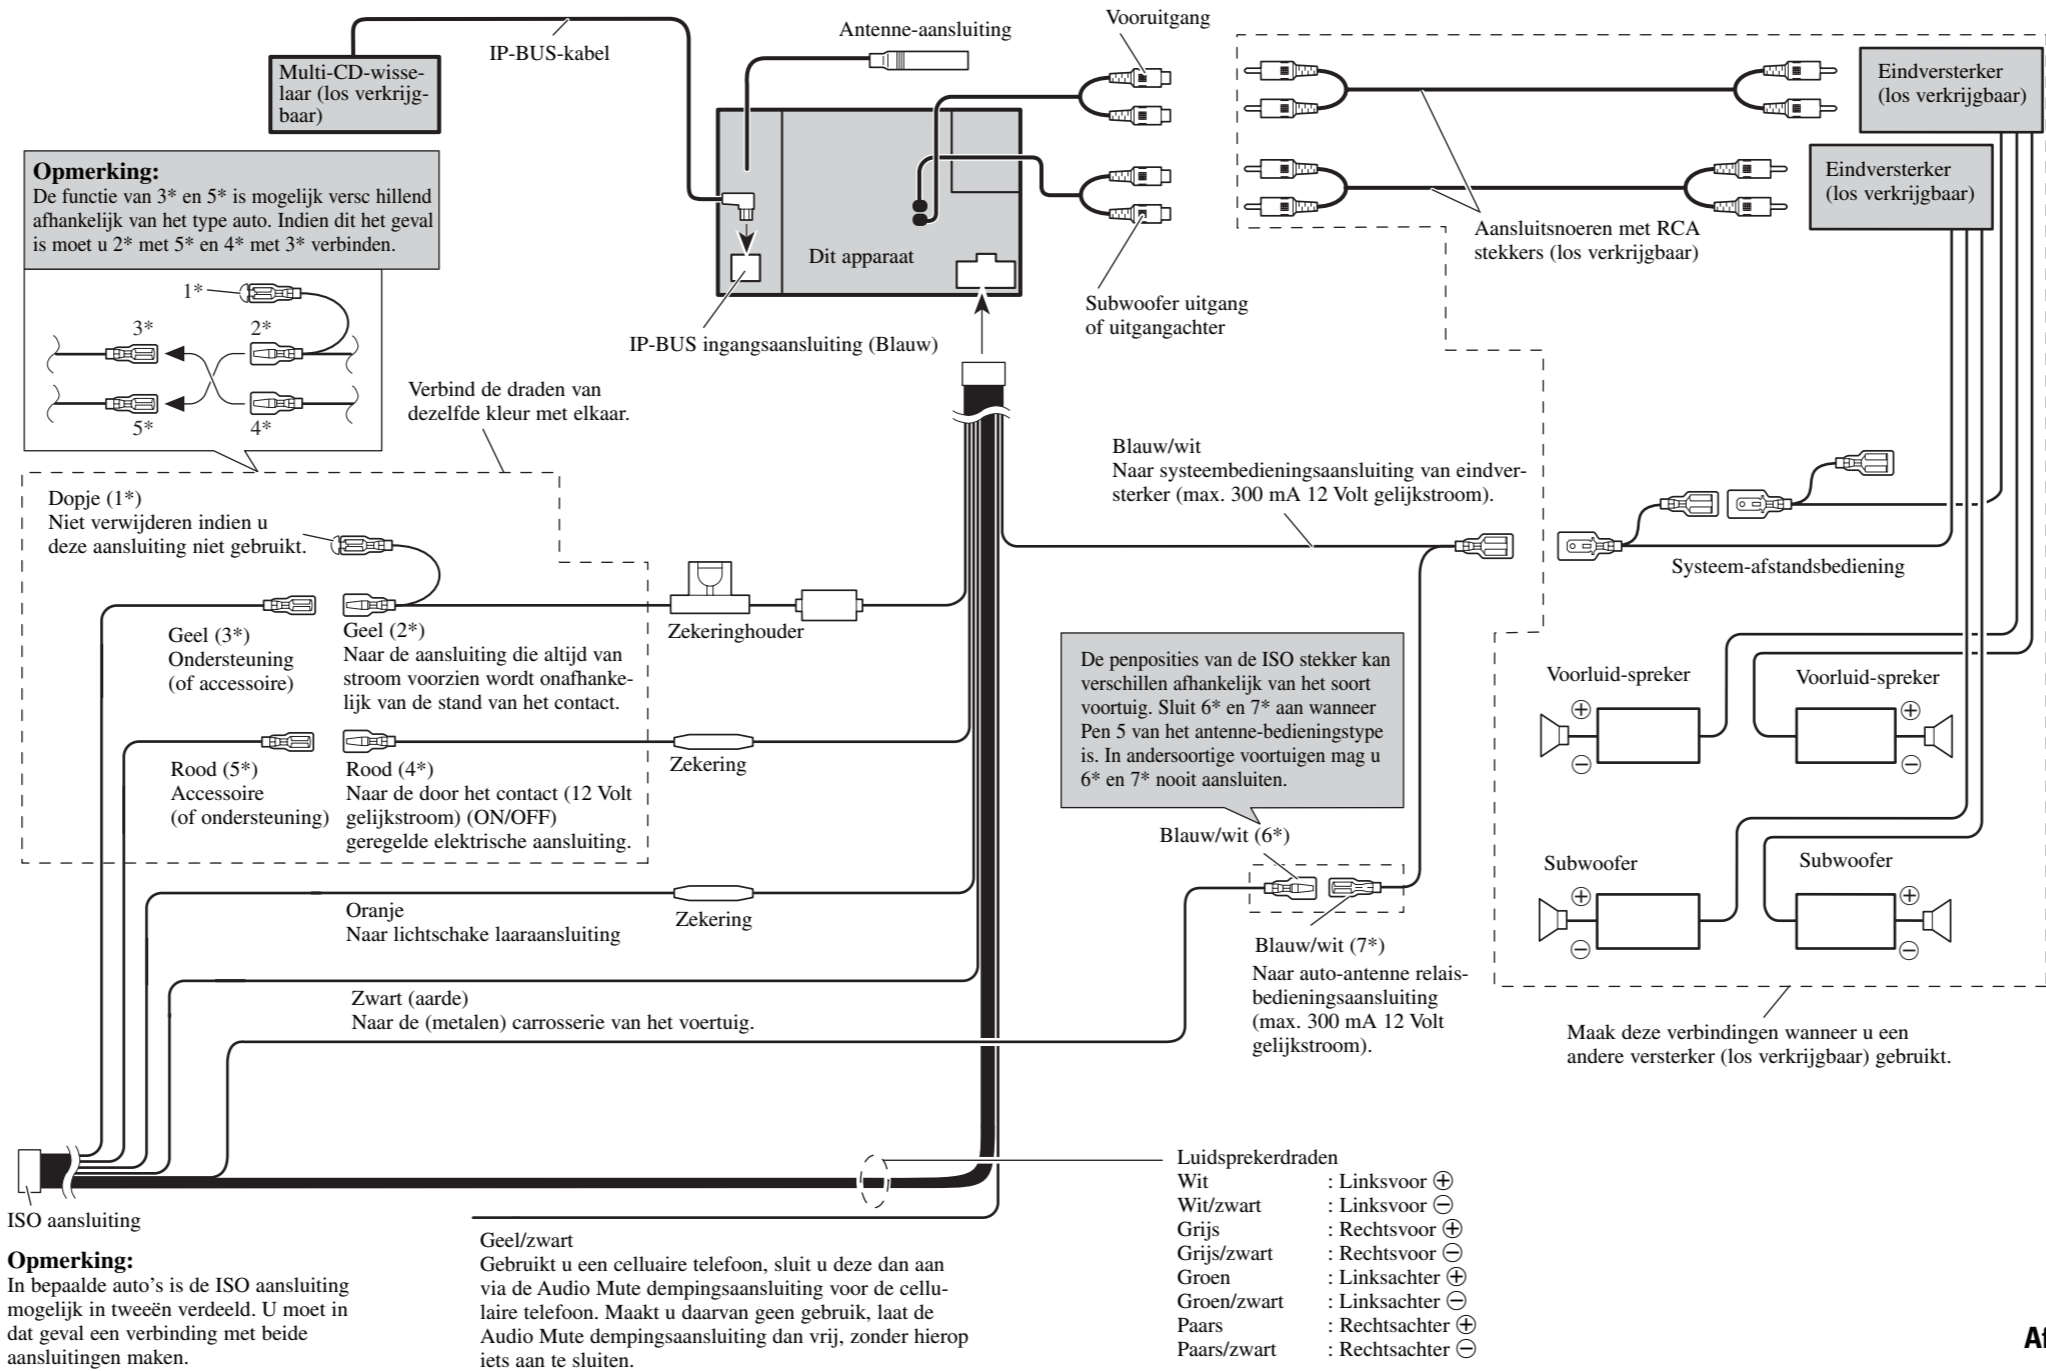 Vooruitgang
Antenne-aansluiting
IP-BUS-kabel
Multi-CD-wisse-
laar (los verkrijg-
baar)
Eindversterker
(los verkrijgbaar)
Eindversterker
(los verkrijgbaar)
Opmerking:
De functie van 3* en 5* is mogelijk versc hillend
afhankelijk van het type auto. Indien dit het geval
is moet u 2* met 5* en 4* met 3* verbinden.
1*
3*
2*
5*
4*
Dit apparaat
Aansluitsnoeren met RCA
stekkers (los verkrijgbaar)
Subwoofer uitgang
of uitgangachter
IP-BUS ingangsaansluiting (Blauw)
Verbind de draden van
dezelfde kleur met elkaar.
Blauw/wit
Naar systeembedieningsaansluiting van eindver-
sterker (max. 300 mA 12 Volt gelijkstroom).
Dopje (1*)
Niet verwijderen indien u
deze aansluiting niet gebruikt.
Systeem-afstandsbediening
Geel (3*)
Ondersteuning
(of accessoire)
Geel (2*)
Naar de aansluiting die altijd van
stroom voorzien wordt onafhanke-
lijk van de stand van het contact.
Zekeringhouder
De penposities van de ISO stekker kan
verschillen afhankelijk van het soort
voortuig. Sluit 6* en 7* aan wanneer
Pen 5 van het antenne-bedieningstype
is. In andersoortige voortuigen mag u
6* en 7* nooit aansluiten.
Voorluid-spreker
Voorluid-spreker
⊕
⊖
⊕
⊖
Rood (5*)
Accessoire
(of ondersteuning)
Rood (4*)
Naar de door het contact (12 Volt
gelijkstroom) (ON/OFF)
geregelde elektrische aansluiting.
Zekering
Blauw/wit (6*)
Subwoofer
Subwoofer
⊕
⊖
⊕
⊖
Oranje
Naar lichtschake laaraansluiting
Zekering
Blauw/wit (7*)
Naar auto-antenne relais-
bedieningsaansluiting
(max. 300 mA 12 Volt
gelijkstroom).
Zwart (aarde)
Naar de (metalen) carrosserie van het voertuig.
Maak deze verbindingen wanneer u een
andere versterker (los verkrijgbaar) gebruikt.
ISO aansluiting
Opmerking:
In bepaalde auto's is de ISO aansluiting
mogelijk in tweeën verdeeld. U moet in
dat geval een verbinding met beide
aansluitingen maken.
Geel/zwart
Gebruikt u een celluaire telefoon, sluit u deze dan aan
via de Audio Mute dempingsaansluiting voor de cellu-
laire telefoon. Maakt u daarvan geen gebruik, laat de
Audio Mute dempingsaansluiting dan vrij, zonder hierop
iets aan te sluiten.
Luidsprekerdraden
Wit : Linksvoor ⊕
Wit/zwart : Linksvoor ⊖
Grijs : Rechtsvoor ⊕
Grijs/zwart : Rechtsvoor ⊖
Groen : Linksachter ⊕
Groen/zwart : Linksachter ⊖
Paars : Rechtsachter ⊕
Paars/zwart : Rechtsachter ⊖